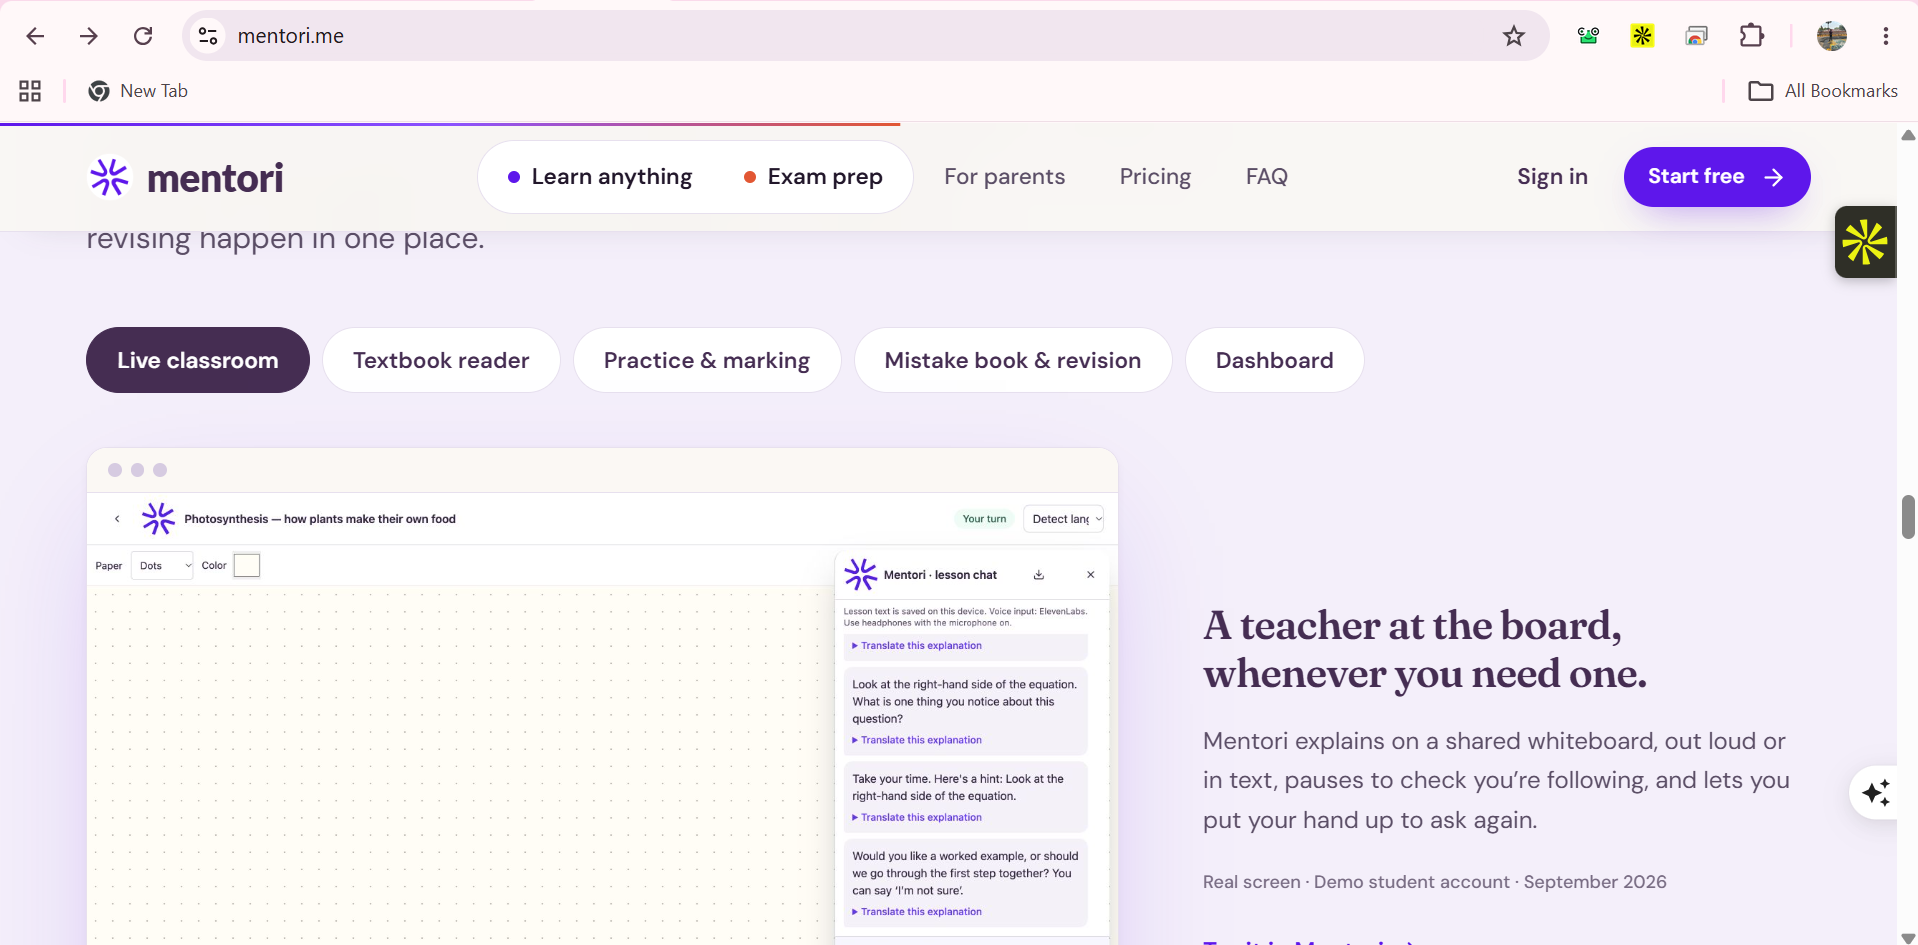 mentori.me
New Tab
All Bookmarks
mentori
Learn anything
Exam prep
For parents
Pricing
FAQ
Sign in
Start free
revising happen in one place.
Live classroom
Textbook reader
Practice & marking
Mistake book & revision
Dashboard
Photosynthesis — how plants make their own food
Your turn
Detect lang
Paper
Dots
Color
Mentori · lesson chat
Lesson text is saved on this device. Voice input: ElevenLabs.
Use headphones with the microphone on.
Translate this explanation
Look at the right-hand side of the equation.
What is one thing you notice about this
question?
Translate this explanation
Take your time. Here's a hint: Look at the
right-hand side of the equation.
Translate this explanation
Would you like a worked example, or should
we go through the first step together? You
can say 'I'm not sure'.
Translate this explanation
A teacher at the board,
whenever you need one.
Mentori explains on a shared whiteboard, out loud or
in text, pauses to check you’re following, and lets you
put your hand up to ask again.
Real screen · Demo student account · September 2026